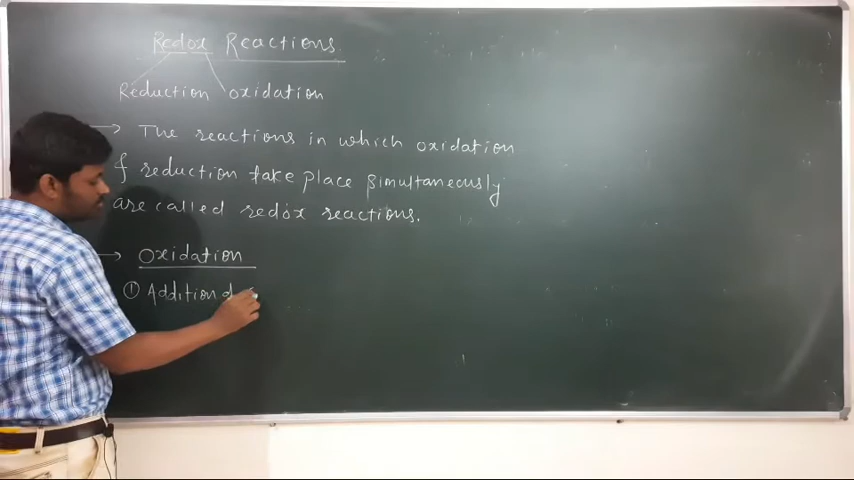 Redox Reactions
Reduction oxidation
→ The reactions in which oxidation
& reduction take place simultaneously
are called redox reactions.
→ Oxidation
① Addition of